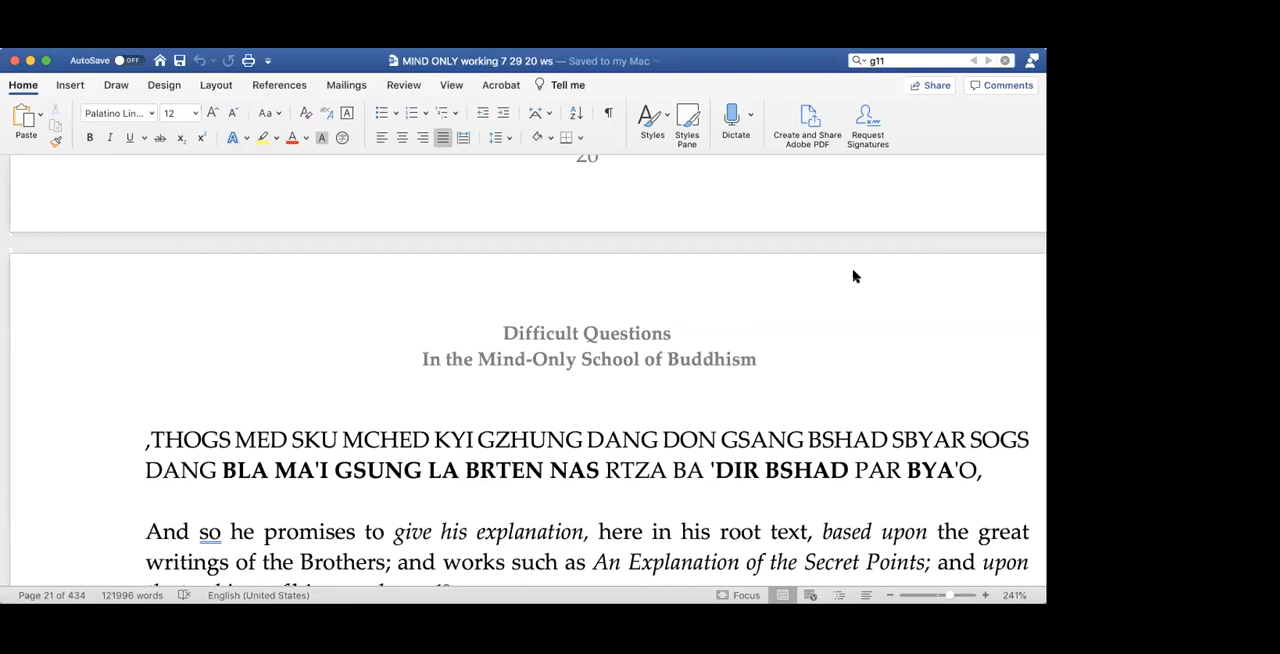 AutoSave OFF MIND ONLY working 7 29 20 ws — Saved to my Mac g11
Home Insert Draw Design Layout References Mailings Review View Acrobat Tell me Share Comments
Palatino Lin... 12
Paste Styles Styles Pane Dictate Create and Share Adobe PDF Request Signatures
20
Difficult Questions
In the Mind-Only School of Buddhism
,THOGS MED SKU MCHED KYI GZHUNG DANG DON GSANG BSHAD SBYAR SOGS
DANG BLA MA'I GSUNG LA BRTEN NAS RTZA BA 'DIR BSHAD PAR BYA'O,
And so he promises to give his explanation, here in his root text, based upon the great
writings of the Brothers; and works such as An Explanation of the Secret Points; and upon
Page 21 of 434 121996 words English (United States) Focus 241%